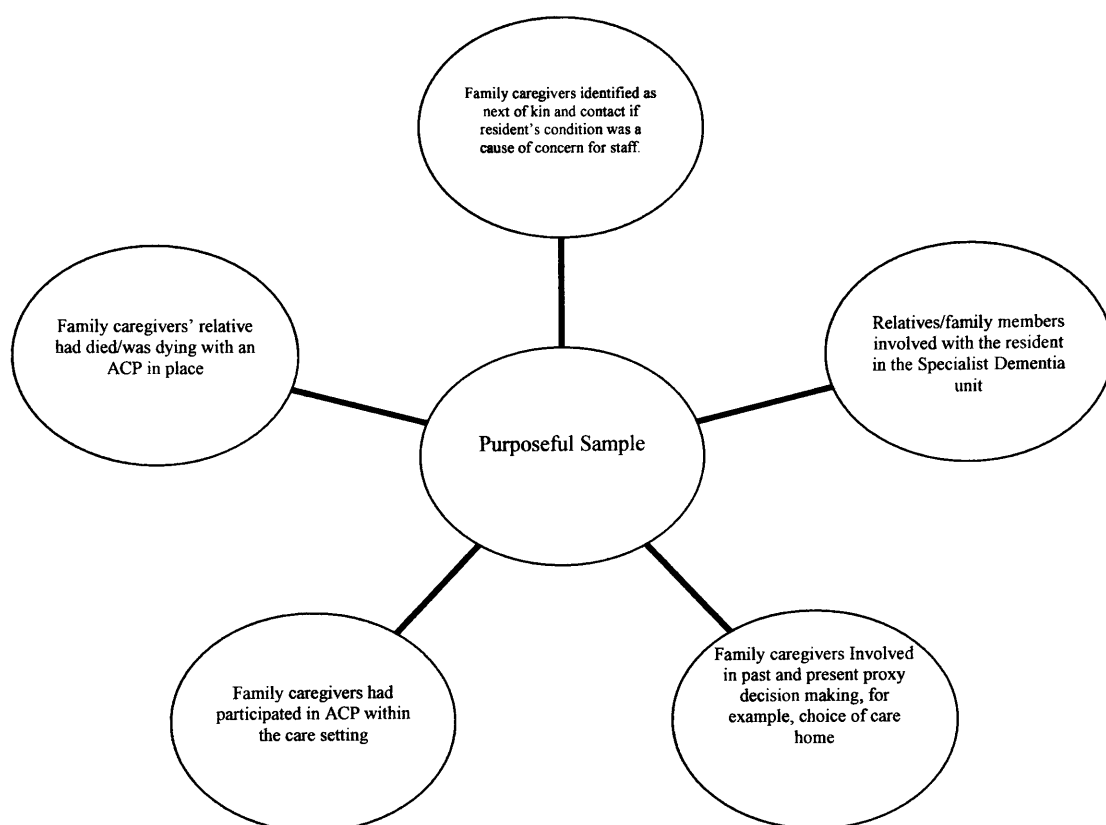 Family caregivers identified as
next of kin and contact if
resident's condition was a
cause of concern for staff.
Family caregivers' relative
had died/was dying with an
ACP in place
Relatives/family members
involved with the resident
in the Specialist Dementia
unit
Purposeful Sample
Family caregivers had
participated in ACP within
the care setting
Family caregivers Involved
in past and present proxy
decision making, for
example, choice of care
home